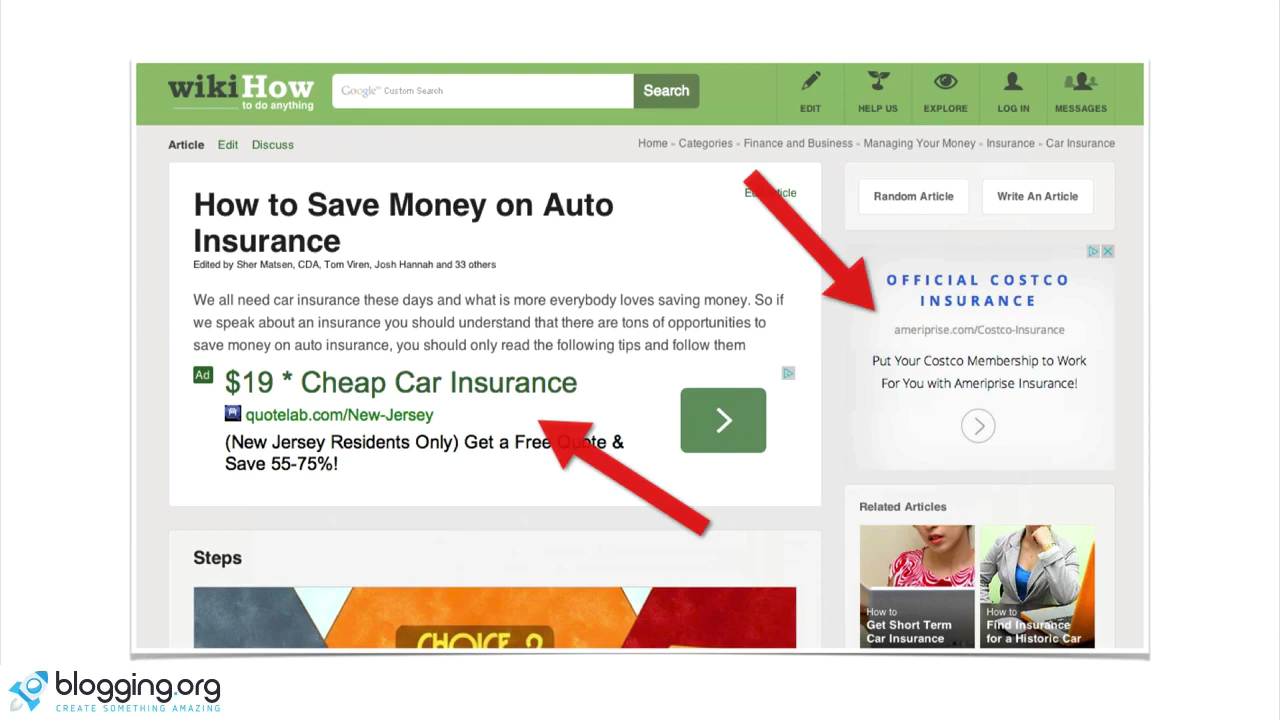 wikiHow
to do anything
Google™ Custom Search
Search
EDIT
HELP US
EXPLORE
LOG IN
MESSAGES
Article Edit Discuss
Home » Categories » Finance and Business » Managing Your Money » Insurance » Car Insurance
How to Save Money on Auto
Insurance
Edited by Sher Matsen, CDA, Tom Viren, Josh Hannah and 33 others
We all need car insurance these days and what is more everybody loves saving money. So if
we speak about an insurance you should understand that there are tons of opportunities to
save money on auto insurance, you should only read the following tips and follow them
Ad
$19 * Cheap Car Insurance
quotelab.com/New-Jersey
(New Jersey Residents Only) Get a Free Quote &
Save 55-75%!
Steps
CHOICE 2
Random Article
Write An Article
OFFICIAL COSTCO
INSURANCE
ameriprise.com/Costco-Insurance
Put Your Costco Membership to Work
For You with Ameriprise Insurance!
Related Articles
How to
Get Short Term
Car Insurance
How to
Find Insurance
for a Historic Car
blogging.org
CREATE SOMETHING AMAZING